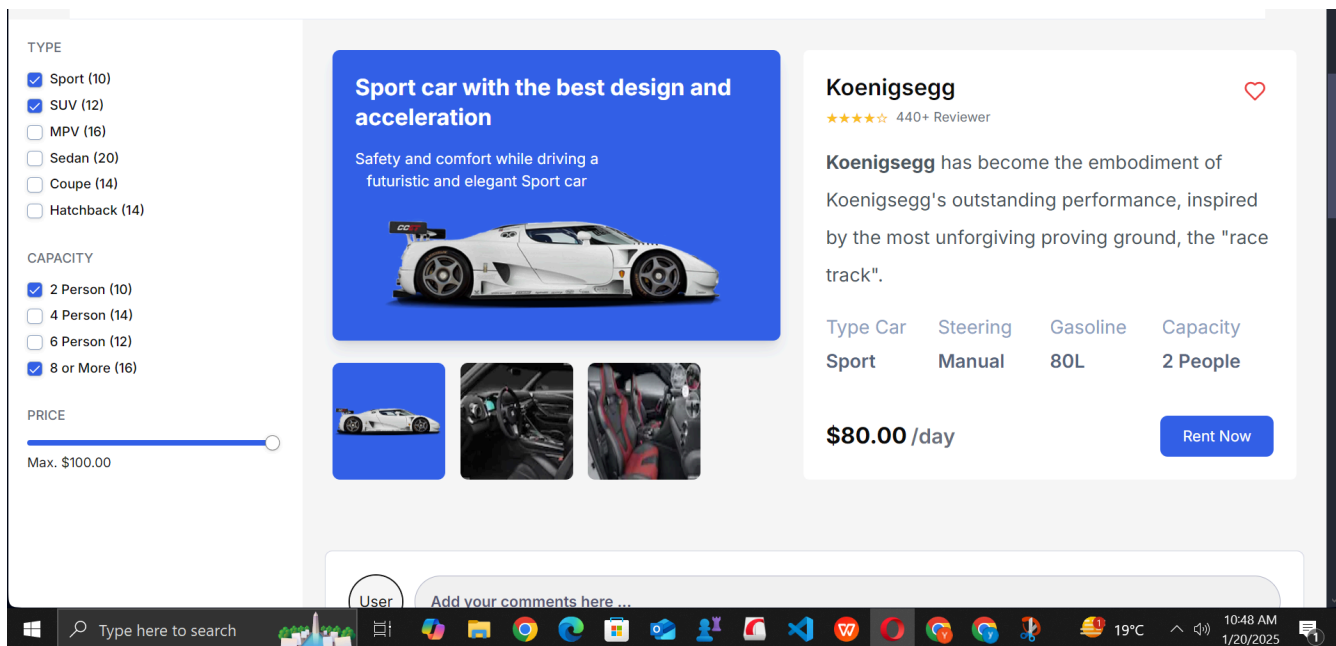 TYPE
Sport (10)
SUV (12)
MPV (16)
Sedan (20)
Coupe (14)
Hatchback (14)
CAPACITY
2 Person (10)
4 Person (14)
6 Person (12)
8 or More (16)
PRICE
Max. $100.00
Sport car with the best design and
acceleration
Safety and comfort while driving a
futuristic and elegant Sport car
Koenigsegg
★★★★☆ 440+ Reviewer
Koenigsegg has become the embodiment of
Koenigsegg's outstanding performance, inspired
by the most unforgiving proving ground, the "race
track".
Type Car Steering Gasoline Capacity
Sport Manual 80L 2 People
$80.00 /day
Rent Now
User
Add your comments here ...
Type here to search
1
19°C
10:48 AM
1/20/2025
1